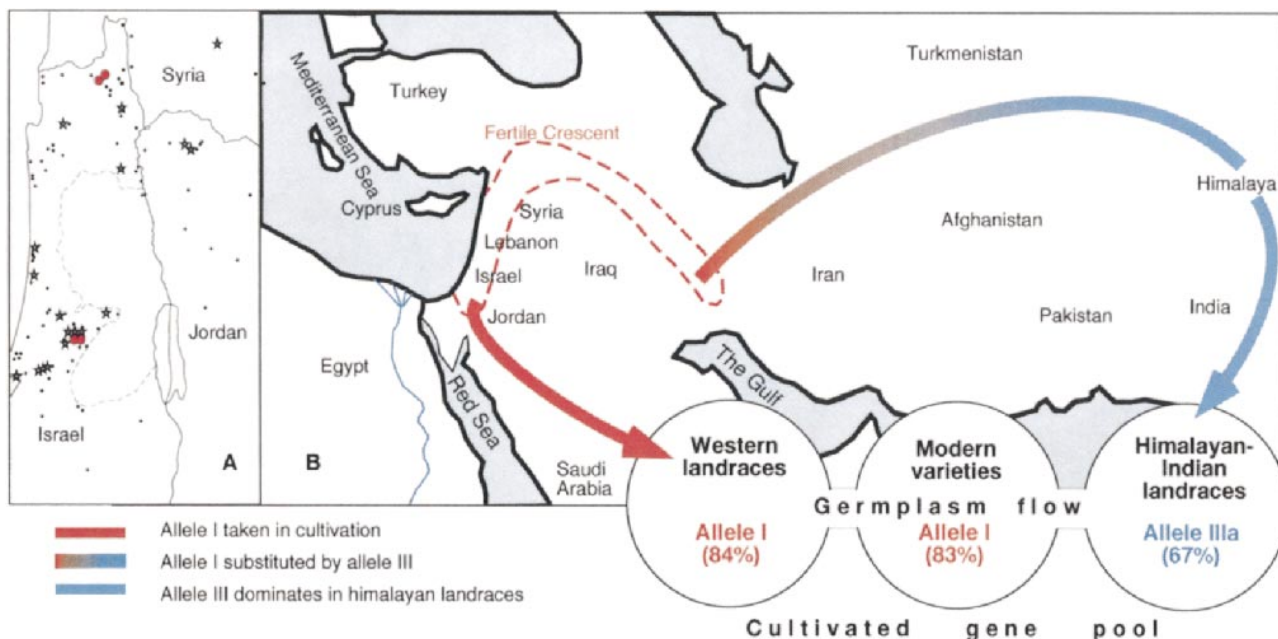 Syria
Jordan
Israel
A
Mediterranean Sea
Turkey
Fertile Crescent
Cyprus
Syria
Lebanon
Israel
Jordan
Iraq
Egypt
Red Sea
Saudi
Arabia
B
Turkmenistan
Himalaya
Afghanistan
Iran
Pakistan
India
The Gulf
Western
landraces
Modern
varieties
Himalayan-
Indian
landraces
Germplasm flow
Allele I
(84%)
Allele I
(83%)
Allele IIIa
(67%)
Cultivated gene pool
Allele I taken in cultivation
Allele I substituted by allele III
Allele III dominates in himalayan landraces